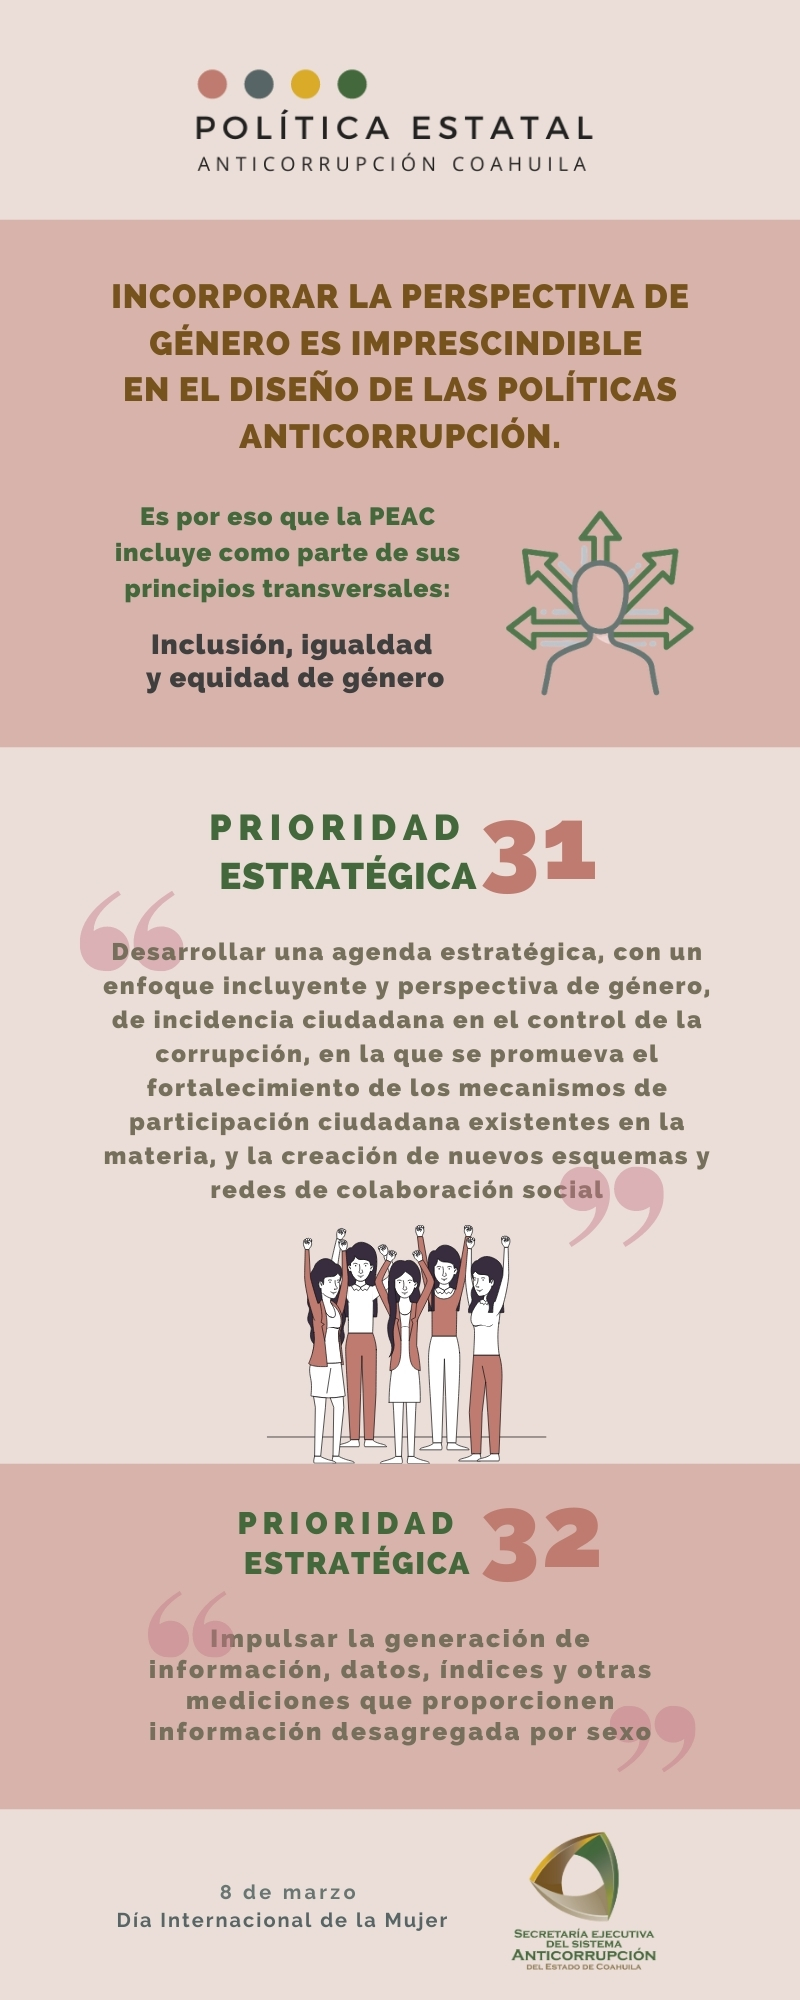 POLÍTICA ESTATAL
ANTICORRUPCIÓN COAHUILA
INCORPORAR LA PERSPECTIVA DE
GÉNERO ES IMPRESCINDIBLE
EN EL DISEÑO DE LAS POLÍTICAS
ANTICORRUPCIÓN.
Es por eso que la PEAC
incluye como parte de sus
principios transversales:
Inclusión, igualdad
y equidad de género
PRIORIDAD
ESTRATÉGICA 31
“
Desarrollar una agenda estratégica, con un
enfoque incluyente y perspectiva de género,
de incidencia ciudadana en el control de la
corrupción, en la que se promueva el
fortalecimiento de los mecanismos de
participación ciudadana existentes en la
materia, y la creación de nuevos esquemas y
redes de colaboración social
”
PRIORIDAD
ESTRATÉGICA 32
“
Impulsar la generación de
información, datos, índices y otras
mediciones que proporcionen
información desagregada por sexo
”
8 de marzo
Día Internacional de la Mujer
SECRETARÍA EJECUTIVA
DEL SISTEMA
ANTICORRUPCIÓN
DEL ESTADO DE COAHUILA